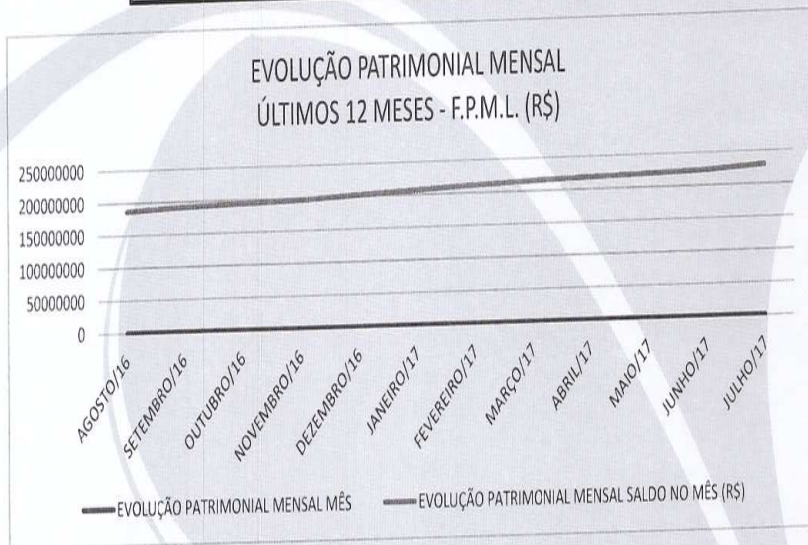 EVOLUÇÃO PATRIMONIAL MENSAL
ÚLTIMOS 12 MESES - F.P.M.L. (R$)
250000000
200000000
150000000
100000000
50000000
0
AGOSTO/16
SETEMBRO/16
OUTUBRO/16
NOVEMBRO/16
DEZEMBRO/16
JANEIRO/17
FEVEREIRO/17
MARÇO/17
ABRIL/17
MAIO/17
JUNHO/17
JULHO/17
EVOLUÇÃO PATRIMONIAL MENSAL MÊS
EVOLUÇÃO PATRIMONIAL MENSAL SALDO NO MÊS (R$)